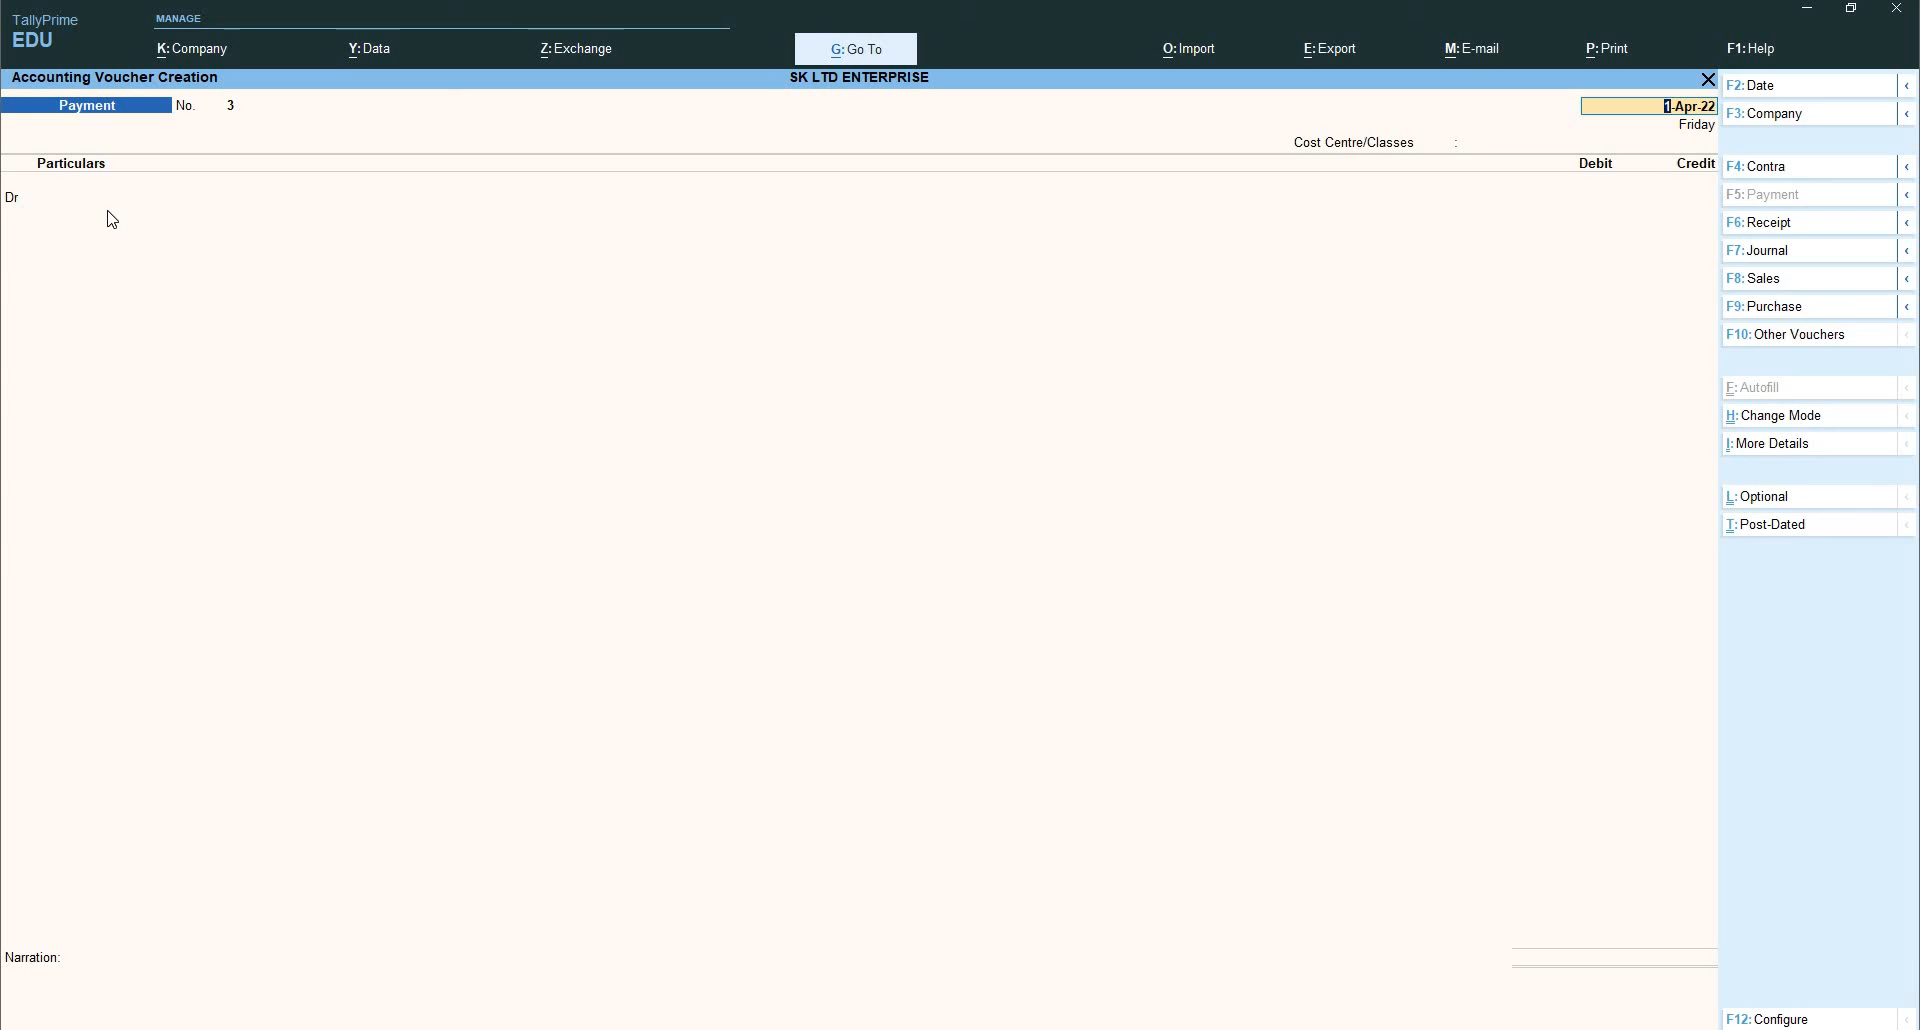 TallyPrime
EDU
MANAGE
K: Company
Y: Data
Z: Exchange
G: Go To
O: Import
E: Export
M: E-mail
P: Print
F1: Help
Accounting Voucher Creation
SK LTD ENTERPRISE
Payment No. 3
1-Apr-22
Friday
Cost Centre/Classes :
Particulars Debit Credit
Dr
Narration:
F2: Date
F3: Company
F4: Contra
F5: Payment
F6: Receipt
F7: Journal
F8: Sales
F9: Purchase
F10: Other Vouchers
F: Autofill
H: Change Mode
I: More Details
L: Optional
T: Post-Dated
F12: Configure